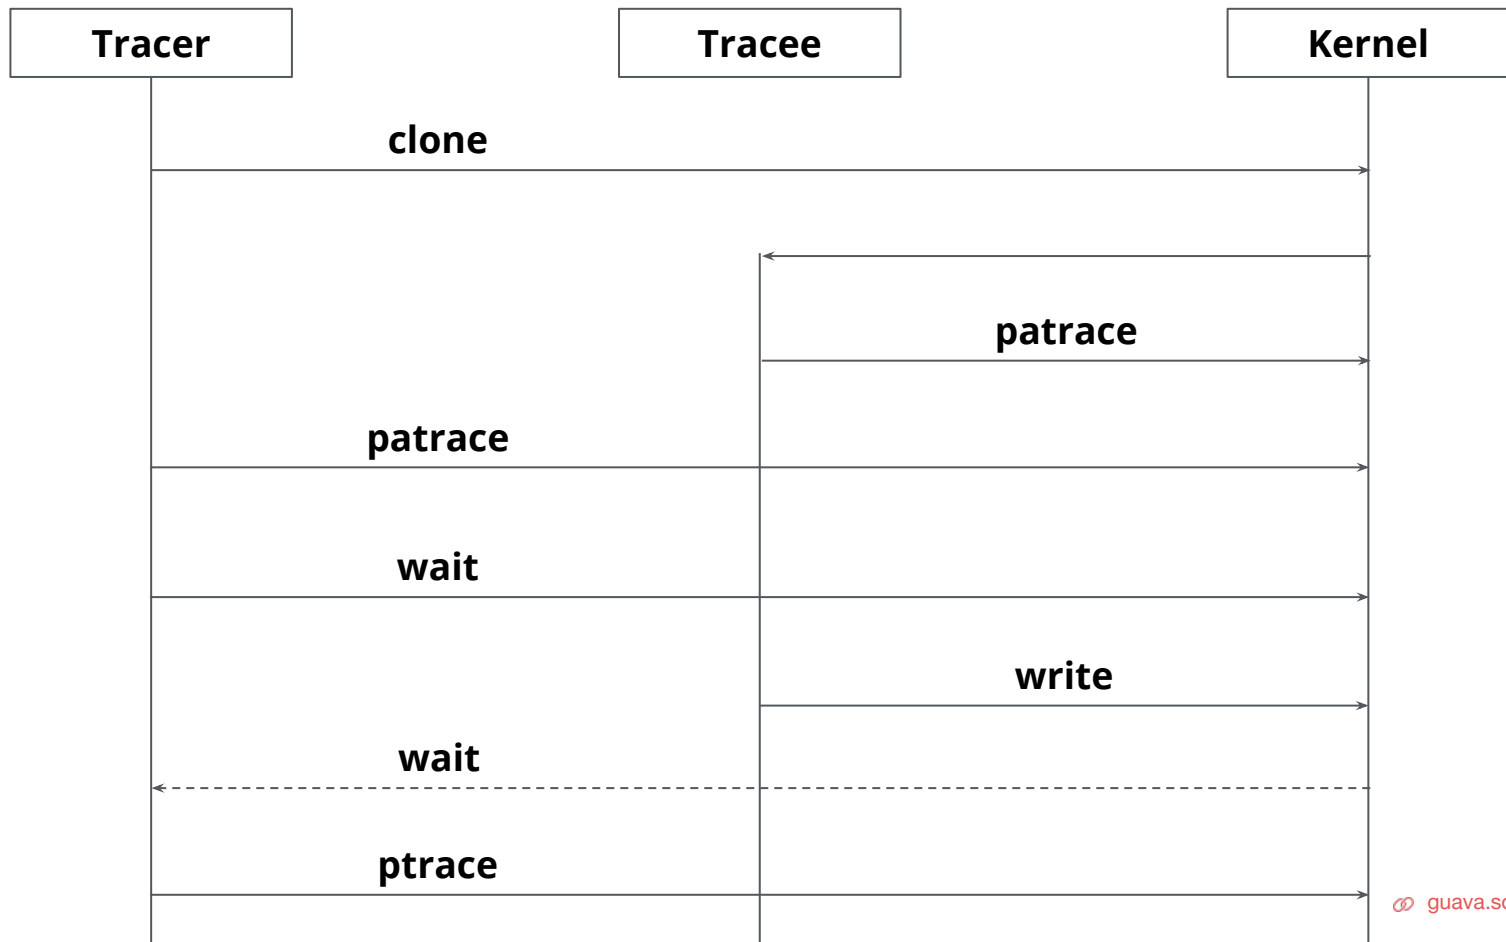 Tracer
Tracee
Kernel
clone
patrace
patrace
wait
write
wait
ptrace